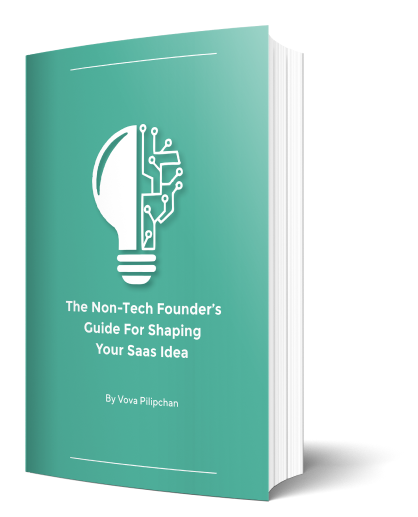 The Non-Tech Founder's
Guide For Shaping
Your Saas Idea
By Vova Pilipchan